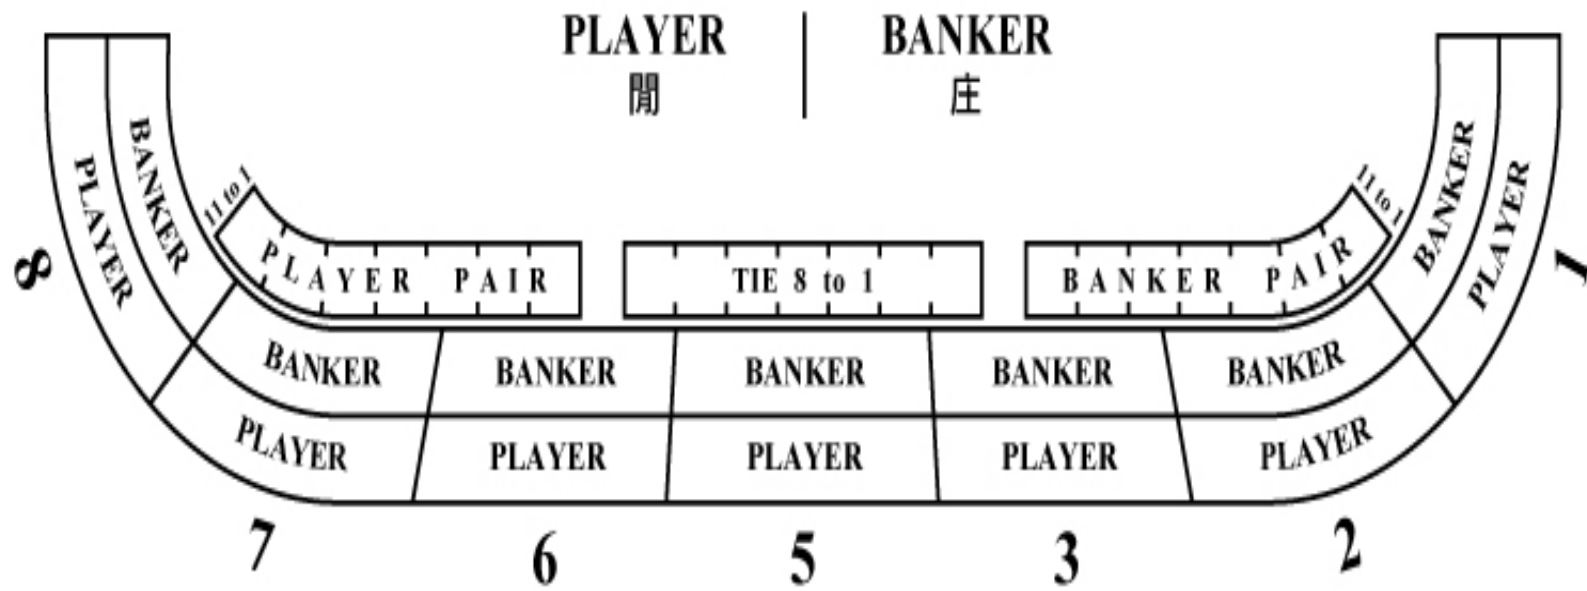 PLAYER
BANKER
閒
庄
PLAYER
BANKER
11 to 1
PLAYER PAIR
TIE 8 to 1
BANKER PAIR
11 to 1
BANKER
PLAYER
BANKER
BANKER
BANKER
BANKER
BANKER
PLAYER
PLAYER
PLAYER
PLAYER
PLAYER
8
7
6
5
3
2
1